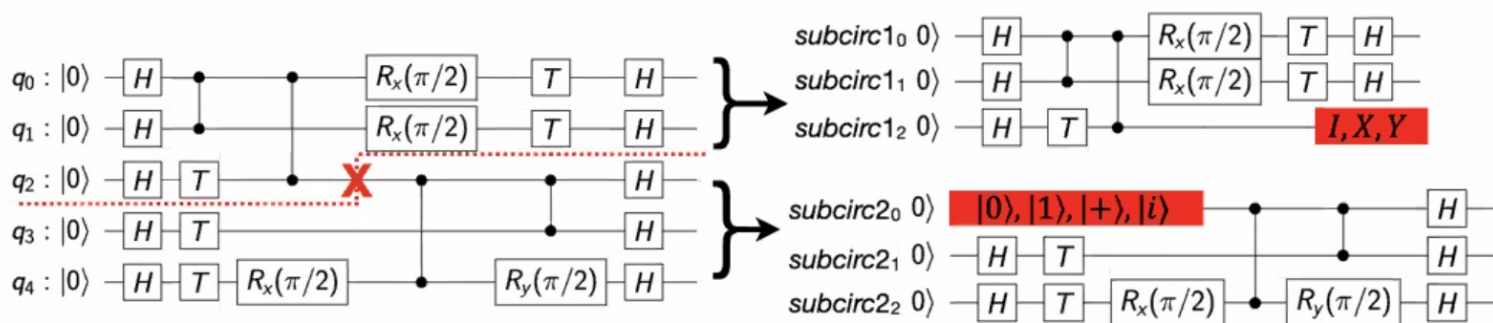 q₀ : |0⟩ H Rₓ(π/2) T H
q₁ : |0⟩ H Rₓ(π/2) T H
q₂ : |0⟩ H T X H
q₃ : |0⟩ H T H
q₄ : |0⟩ H T Rₓ(π/2) R_y(π/2) H
subcirc1₀ 0⟩ H Rₓ(π/2) T H
subcirc1₁ 0⟩ H Rₓ(π/2) T H
subcirc1₂ 0⟩ H T I, X, Y
subcirc2₀ 0⟩ |0⟩, |1⟩, |+⟩, |i⟩ H
subcirc2₁ 0⟩ H T H
subcirc2₂ 0⟩ H T Rₓ(π/2) R_y(π/2) H